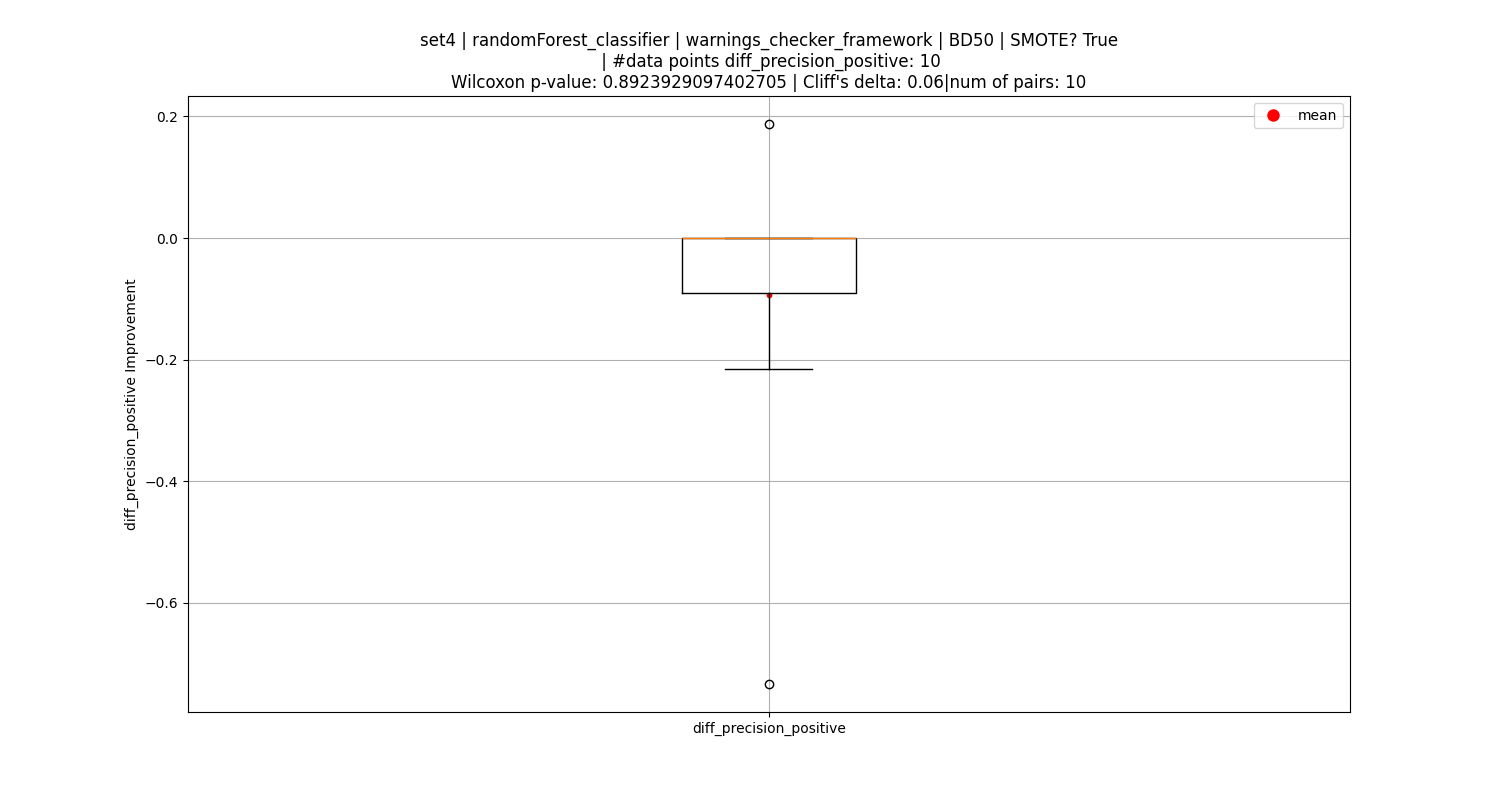 set4 | randomForest_classifier | warnings_checker_framework | BD50 | SMOTE? True
| #data points diff_precision_positive: 10
Wilcoxon p-value: 0.8923929097402705 | Cliff's delta: 0.06|num of pairs: 10
mean
0.2
0.0
−0.2
−0.4
−0.6
diff_precision_positive Improvement
diff_precision_positive